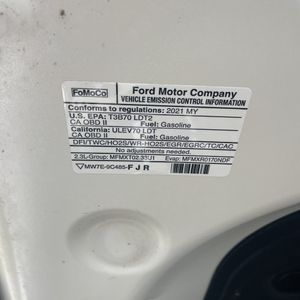 FoMoCo
Ford Motor Company
VEHICLE EMISSION CONTROL INFORMATION
Conforms to regulations: 2021 MY
U.S. EPA: T3B70 LDT2
CA OBD II Fuel: Gasoline
California: ULEV70 LDT
CA OBD II Fuel: Gasoline
DFI/TWC/HO2S/WR-HO2S/EGR/EGRC/TC/CAC
No adjustments needed.
2.3L-Group: MFMXT02.33U1 Evap: MFMXR0170NDF
MW7E-9C485-FJR